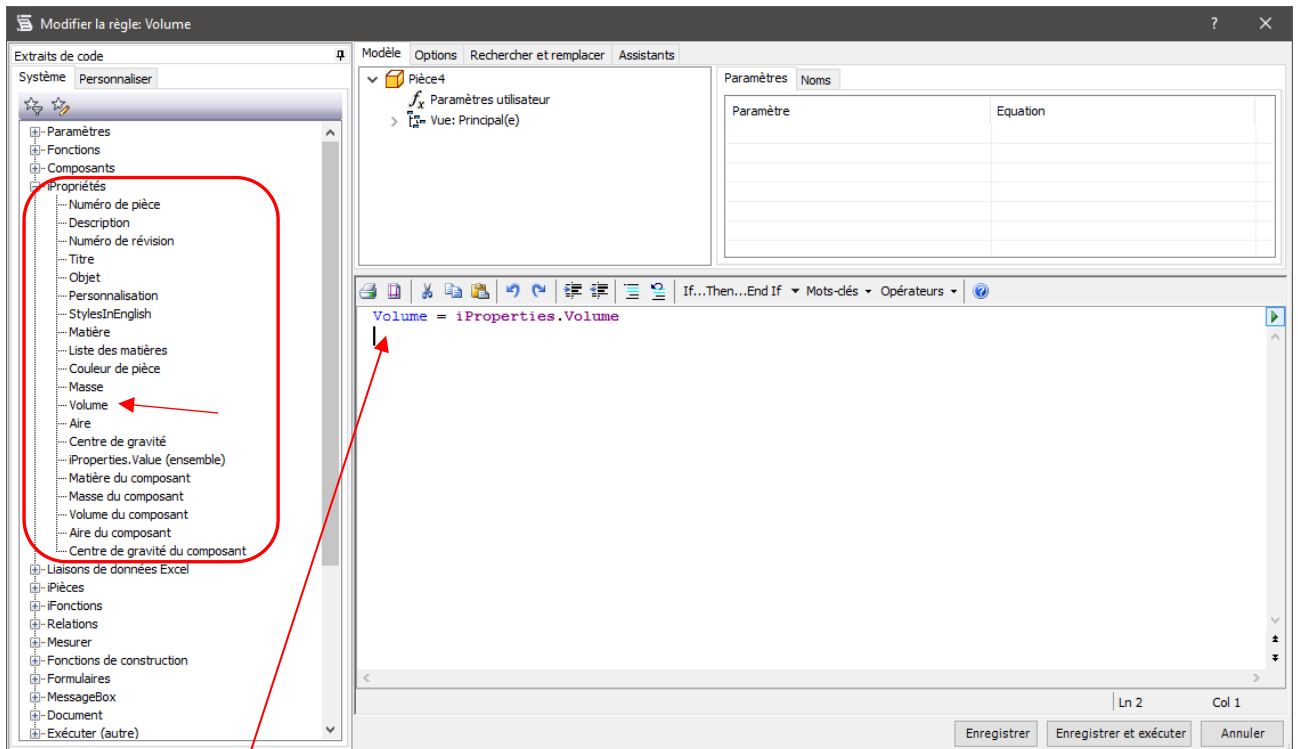 Modifier la règle: Volume
?
Extraits de code
Système Personnaliser
Paramètres
Fonctions
Composants
iPropriétés
Numéro de pièce
Description
Numéro de révision
Titre
Objet
Personnalisation
StylesInEnglish
Matière
Liste des matières
Couleur de pièce
Masse
Volume
Aire
Centre de gravité
iProperties.Value (ensemble)
Matière du composant
Masse du composant
Volume du composant
Aire du composant
Centre de gravité du composant
Liaisons de données Excel
iPièces
iFonctions
Relations
Mesurer
Fonctions de construction
Formulaires
MessageBox
Document
Exécuter (autre)
Modèle Options Rechercher et remplacer Assistants
Pièce4
fx Paramètres utilisateur
Vue: Principal(e)
Paramètres Noms
Paramètre Equation
If...Then...End If Mots-clés Opérateurs
Volume = iProperties.Volume
Ln 2 Col 1
Enregistrer Enregistrer et exécuter Annuler